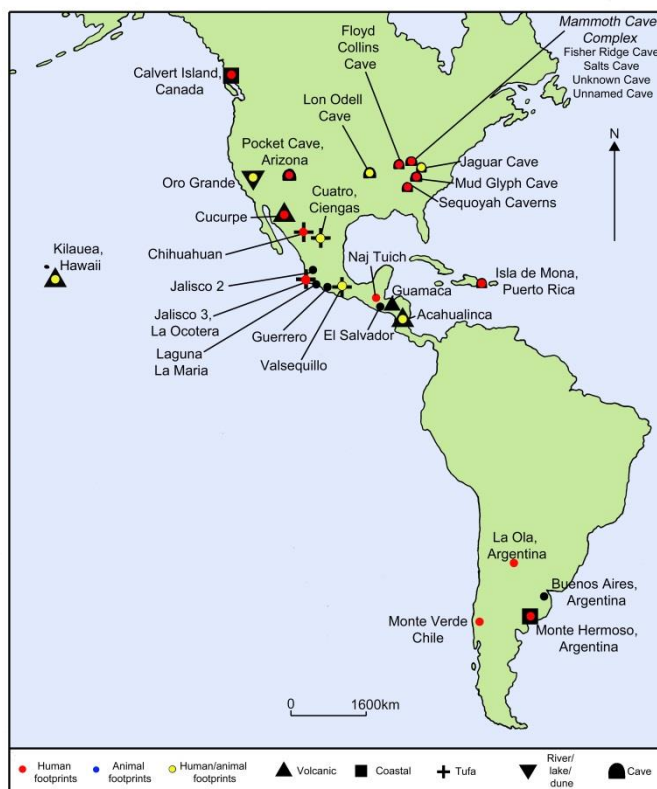 Mammoth Cave
Complex
Fisher Ridge Cave
Salts Cave
Unknown Cave
Unnamed Cave
Floyd
Collins
Cave
Calvert Island,
Canada
Lon Odell
Cave
N
Pocket Cave,
Arizona
Jaguar Cave
Oro Grande
Mud Glyph Cave
Cuatro,
Ciengas
Sequoyah Caverns
Cucurpe
Chihuahuan
Kilauea,
Hawaii
Naj Tuich
Isla de Mona,
Puerto Rica
Jalisco 2
Guamaca
Jalisco 3,
La Ocotera
Acahualinca
Guerrero
El Salvador
Laguna
La Maria
Valsequillo
La Ola,
Argentina
Buenos Aires,
Argentina
Monte Verde
Chile
Monte Hermoso,
Argentina
0 1600km
Human
footprints
Animal
footprints
Human/animal
footprints
Volcanic
Coastal
Tufa
River/
lake/
dune
Cave